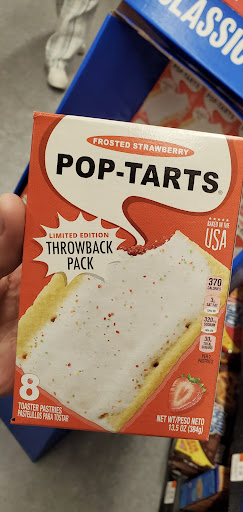 CLASSIC
FROSTED STRAWBERRY
POP-TARTS®
BAKED IN THE
USA
LIMITED EDITION
THROWBACK
PACK
370
CALORIES
8
TOASTER PASTRIES
PASTELILLOS PARA TOSTAR
NET WT/PESO NETO
13.5 OZ (384g)